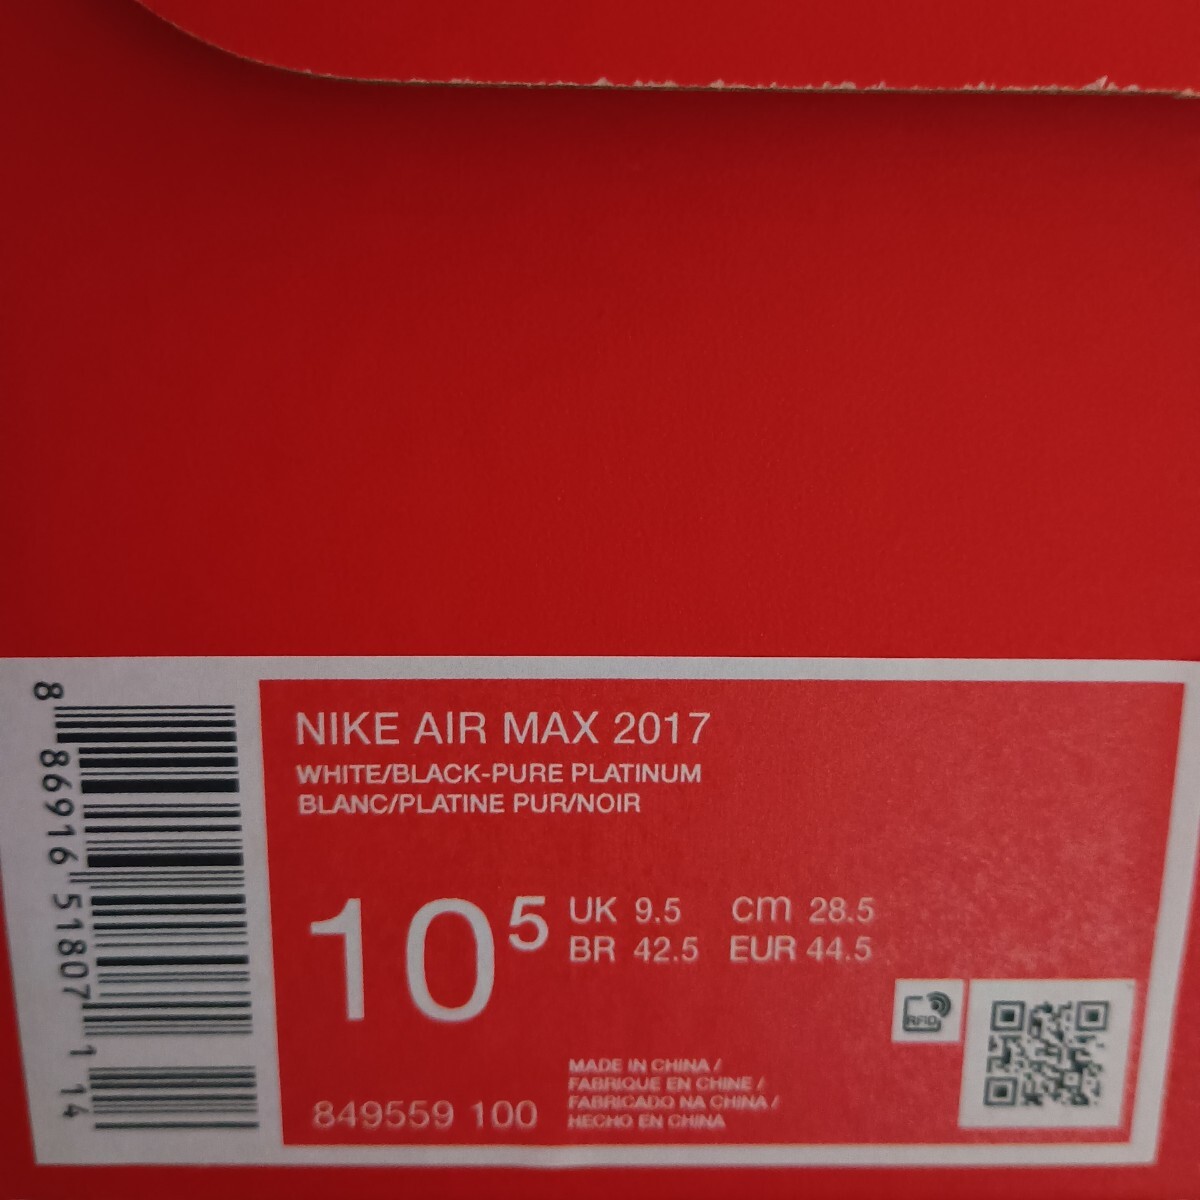 NIKE AIR MAX 2017
WHITE/BLACK-PURE PLATINUM
BLANC/PLATINE PUR/NOIR
10 5
UK 9.5 cm 28.5
BR 42.5 EUR 44.5
RFID
MADE IN CHINA /
FABRIQUE EN CHINE /
FABRICADO NA CHINA /
HECHO EN CHINA
849559 100
8 86916 51807 1 14